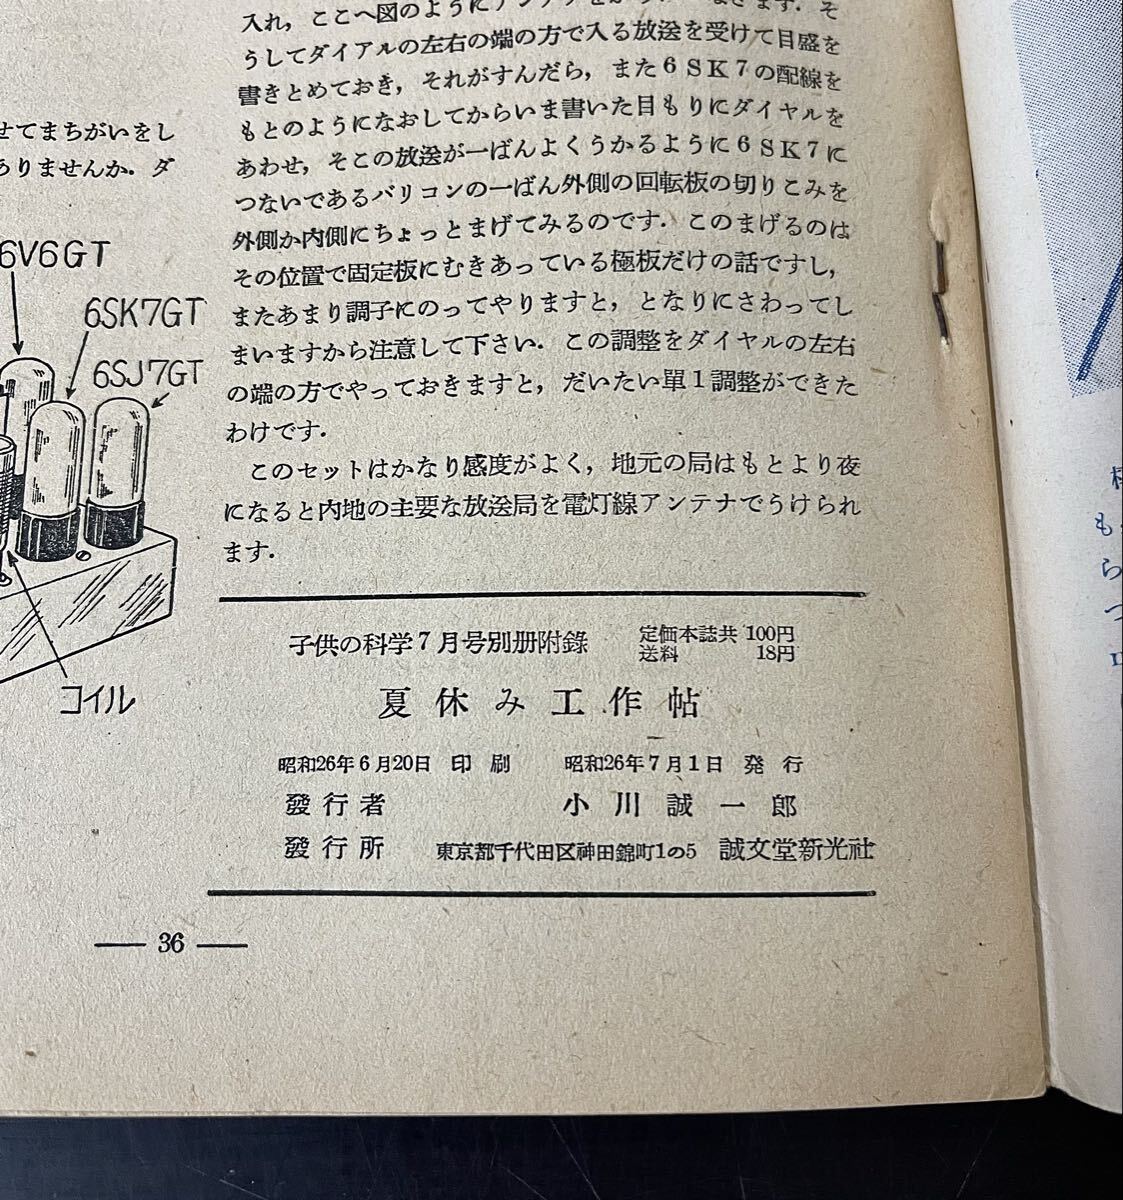 入れ，ここへ図のように
うしてダイアルの左右の端の方で入る放送を受けて目盛を
書きとめておき，それがすんだら，また6SK7の配線を
もとのようになおしてからいま書いた目もりにダイヤルを
あわせ，そこの放送が一ばんよくうかるように6SK7に
つないであるバリコンの一ばん外側の回転板の切りこみを
外側か内側にちょっとまげてみるのです．このまげるのは
その位置で固定板にむきあっている極板だけの話ですし，
またあまり調子にのってやりますと，となりにさわってし
まいますから注意して下さい．この調整をダイヤルの左右
の端の方でやっておきますと，だいたい單1調整ができた
わけです．
このセットはかなり感度がよく，地元の局はもとより夜
になると内地の主要な放送局を電灯線アンテナでうけられ
ます．
せてまちがいをし
ありませんか．ダ
6V6GT
6SK7GT
6SJ7GT
コイル
子供の科学7月号別册附錄 定価本誌共 100円
送料 18円
夏休み工作帖
昭和26年6月20日 印刷 昭和26年7月1日 発行
發行者 小川誠一郎
發行所 東京都千代田区神田錦町1の5 誠文堂新光社
— 36 —
も
ら
つ